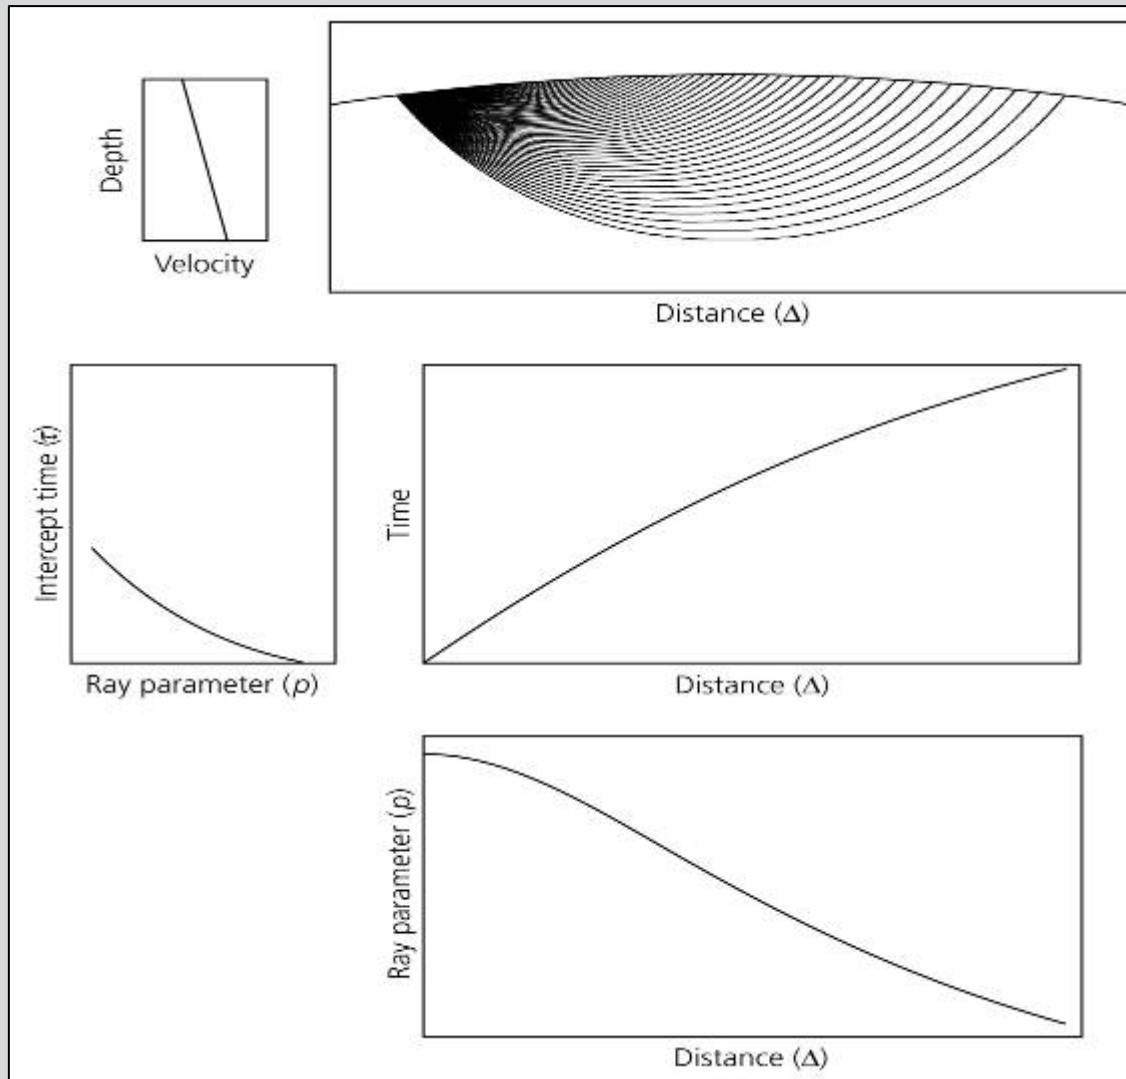 Depth
Velocity
Distance (Δ)
Intercept time (τ)
Ray parameter (p)
Time
Distance (Δ)
Ray parameter (p)
Distance (Δ)